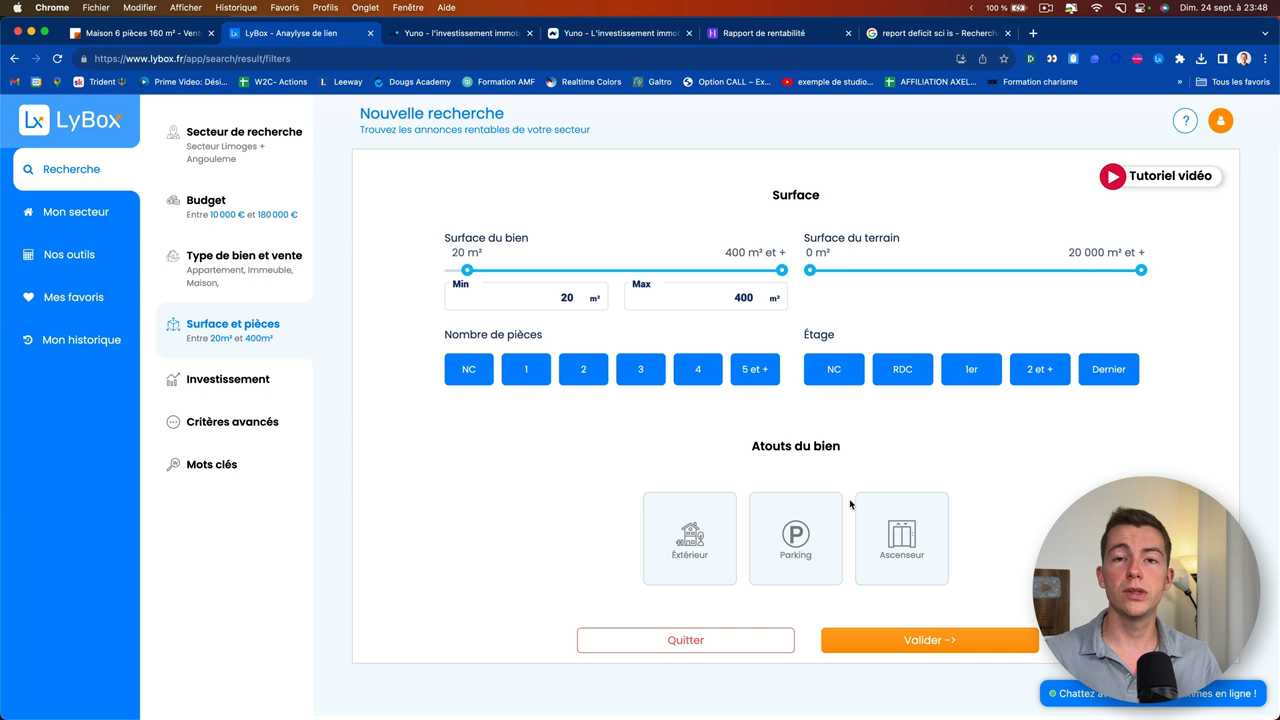 Chrome Fichier Modifier Afficher Historique Favoris Profils Onglet Fenêtre Aide
100 %
Dim. 24 sept. à 23:48
Maison 6 pièces 160 m² - Vent
LyBox - Anaylse de lien
Yuno - l'investissement immob
Yuno - L'investissement immob
Rapport de rentabilité
report deficit sci is - Recherch
https://www.lybox.fr/app/search/result/filters
Trident
Prime Video: Dési...
W2C- Actions
Leeway
Dougs Academy
Formation AMF
Realtime Colors
Galtro
Option CALL – Ex...
exemple de studio...
AFFILIATION AXEL...
Formation charisme
»
Tous les favoris
Lx LyBox
Recherche
Mon secteur
Nos outils
Mes favoris
Mon historique
Secteur de recherche
Secteur Limoges +
Angouleme
Budget
Entre 10 000 € et 180 000 €
Type de bien et vente
Appartement, Immeuble,
Maison,
Surface et pièces
Entre 20m² et 400m²
Investissement
Critères avancés
Mots clés
Nouvelle recherche
Trouvez les annonces rentables de votre secteur
?
Tutoriel vidéo
Surface
Surface du bien
20 m² 400 m² et +
Min
20 m²
Max
400 m²
Surface du terrain
0 m² 20 000 m² et +
Nombre de pièces
NC 1 2 3 4 5 et +
Étage
NC RDC 1er 2 et + Dernier
Atouts du bien
Éxtérieur
P
Parking
Ascenseur
Quitter
Valider ->
Chattez
mmes en ligne !